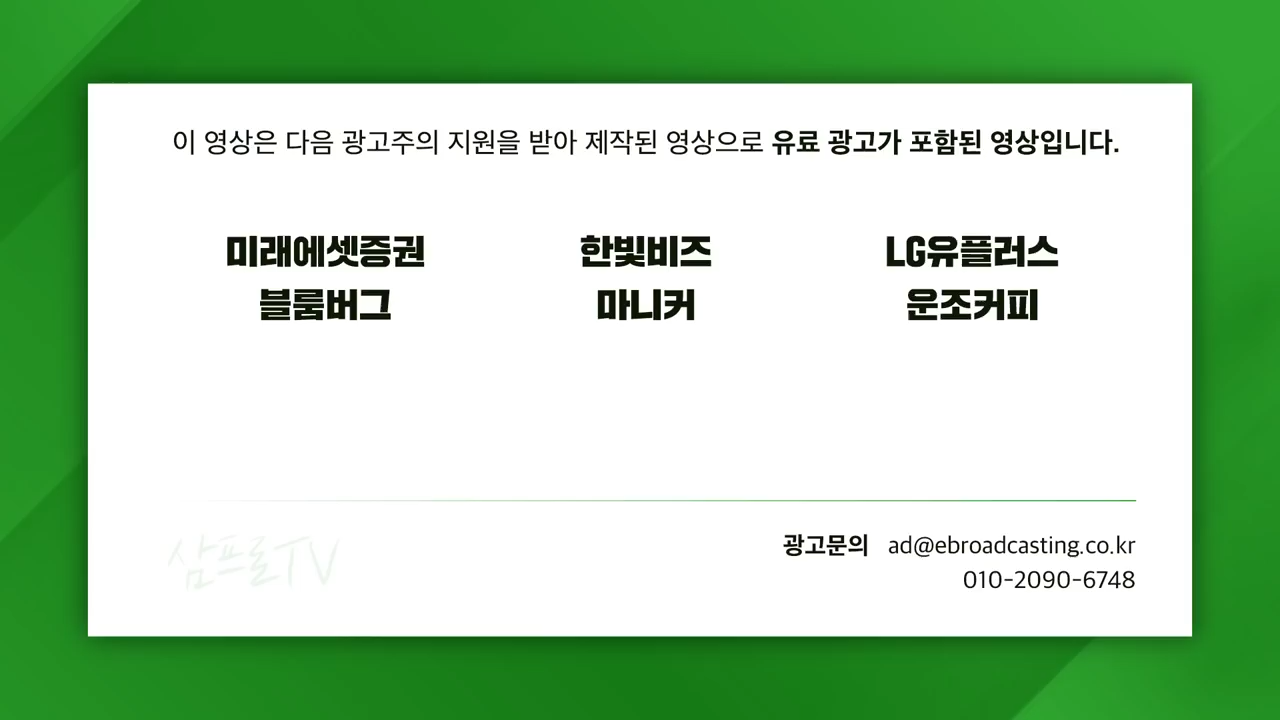 이 영상은 다음 광고주의 지원을 받아 제작된 영상으로 유료 광고가 포함된 영상입니다.
미래에셋증권 한빛비즈 LG유플러스
블룸버그 마니커 운조커피
삼프로TV
광고문의 ad@ebroadcasting.co.kr
010-2090-6748